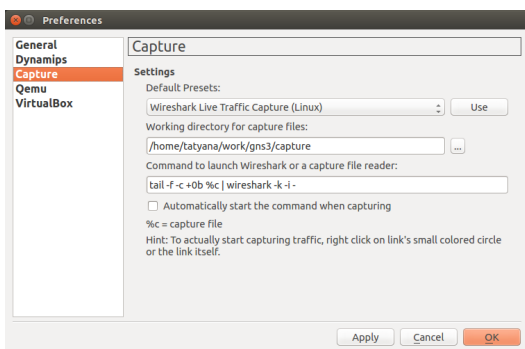 Preferences
General
Dynamips
Capture
Qemu
VirtualBox
Capture
Settings
Default Presets:
Wireshark Live Traffic Capture (Linux)
Use
Working directory for capture files:
/home/tatyana/work/gns3/capture
...
Command to launch Wireshark or a capture file reader:
tail -f -c +0b %c | wireshark -k -i -
Automatically start the command when capturing
%c = capture file
Hint: To actually start capturing traffic, right click on link's small colored circle
or the link itself.
Apply
Cancel
OK